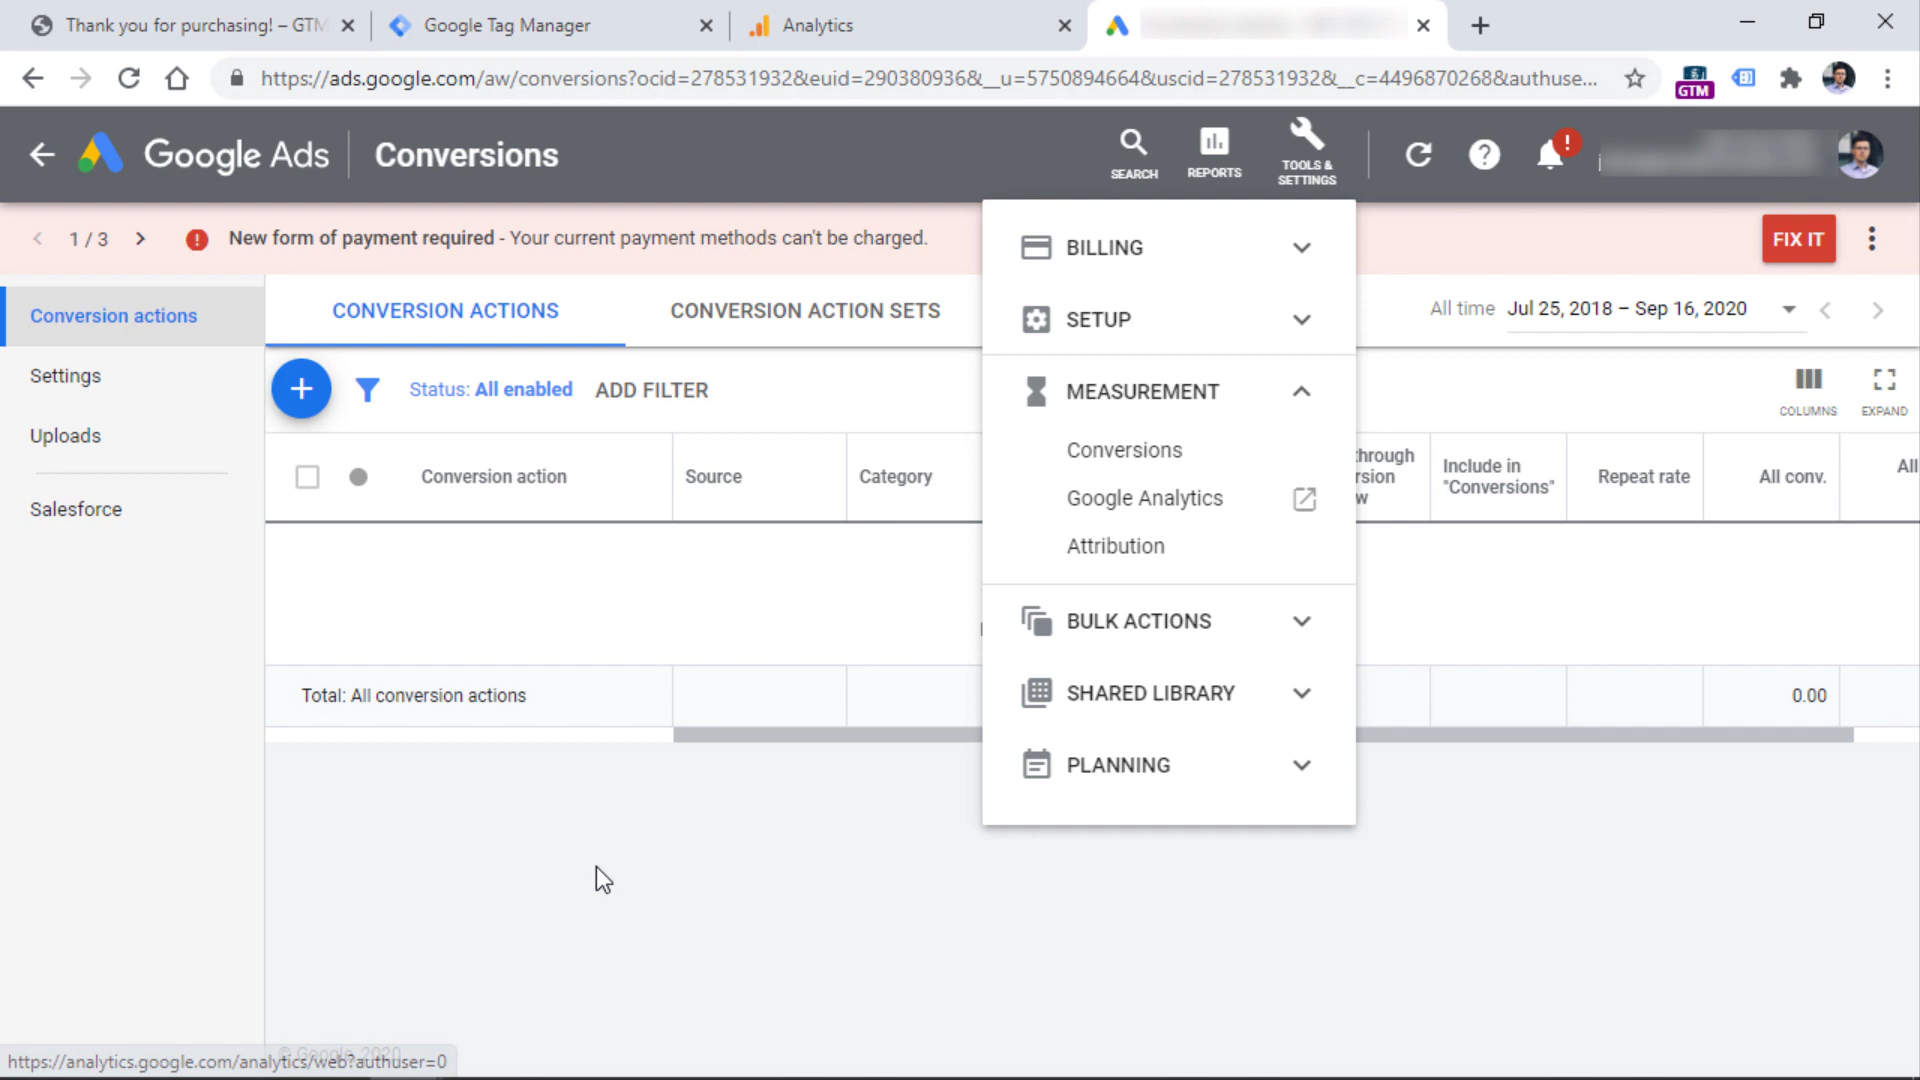 Thank you for purchasing! – GTM
Google Tag Manager
Analytics
https://ads.google.com/aw/conversions?ocid=278531932&euid=290380936&__u=5750894664&uscid=278531932&__c=4496870268&authuse...
GTM
Google Ads
Conversions
SEARCH
REPORTS
TOOLS &
SETTINGS
1 / 3
New form of payment required - Your current payment methods can't be charged.
FIX IT
BILLING
SETUP
MEASUREMENT
Conversions
Google Analytics
Attribution
BULK ACTIONS
SHARED LIBRARY
PLANNING
Conversion actions
Settings
Uploads
Salesforce
CONVERSION ACTIONS
CONVERSION ACTION SETS
All time Jul 25, 2018 – Sep 16, 2020
Status: All enabled
ADD FILTER
COLUMNS
EXPAND
Conversion action
Source
Category
hrough
rsion
w
Include in
"Conversions"
Repeat rate
All conv.
All
Total: All conversion actions
0.00
© Google, 2020
https://analytics.google.com/analytics/web?authuser=0